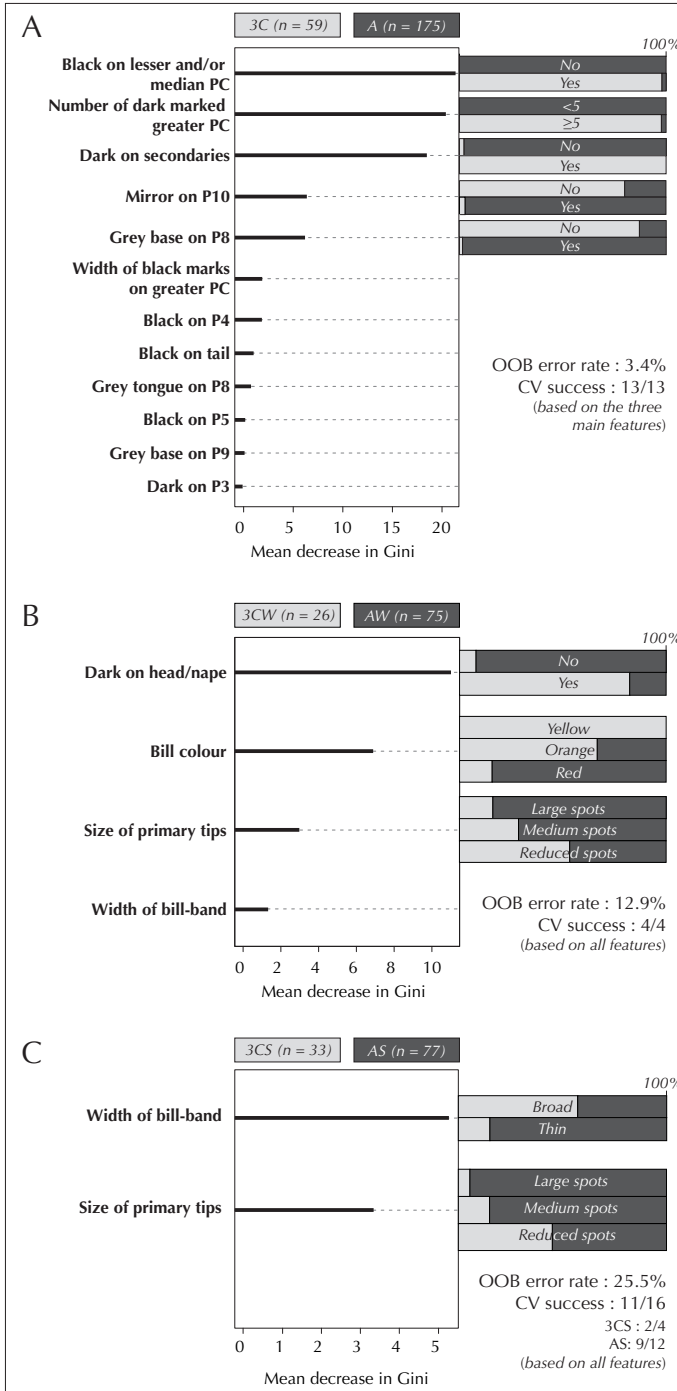 A
3C (n = 59)
A (n = 175)
100%
Black on lesser and/or
median PC
No
Yes
Number of dark marked
greater PC
<5
≥5
Dark on secondaries
No
Yes
Mirror on P10
No
Yes
Grey base on P8
No
Yes
Width of black marks
on greater PC
Black on P4
Black on tail
Grey tongue on P8
Black on P5
Grey base on P9
Dark on P3
OOB error rate : 3.4%
CV success : 13/13
(based on the three
main features)
0 5 10 15 20
Mean decrease in Gini
B
3CW (n = 26)
AW (n = 75)
100%
Dark on head/nape
No
Yes
Bill colour
Yellow
Orange
Red
Size of primary tips
Large spots
Medium spots
Reduced spots
Width of bill-band
OOB error rate : 12.9%
CV success : 4/4
(based on all features)
0 2 4 6 8 10
Mean decrease in Gini
C
3CS (n = 33)
AS (n = 77)
100%
Width of bill-band
Broad
Thin
Size of primary tips
Large spots
Medium spots
Reduced spots
OOB error rate : 25.5%
CV success : 11/16
3CS : 2/4
AS: 9/12
(based on all features)
0 1 2 3 4 5
Mean decrease in Gini